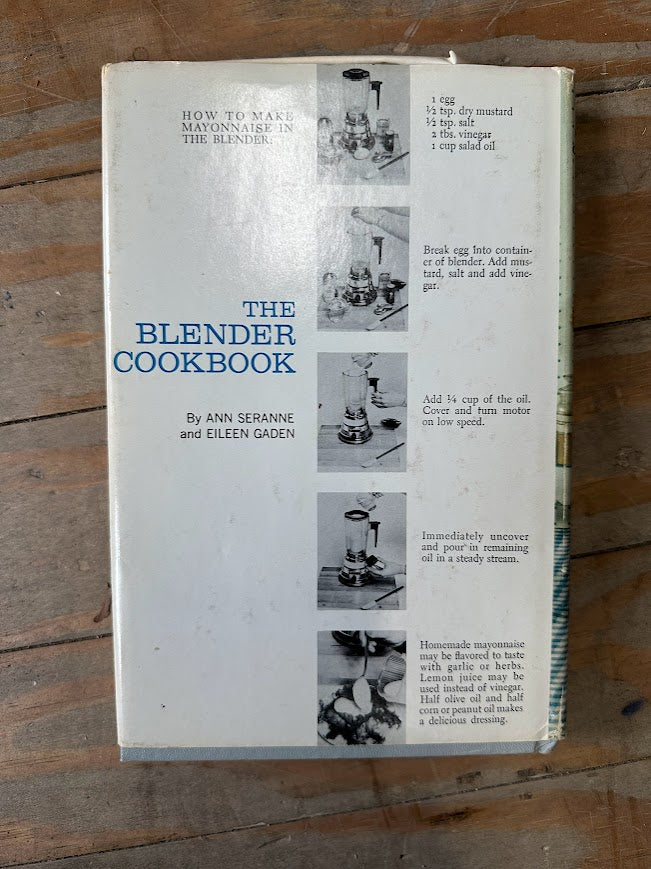 HOW TO MAKE
MAYONNAISE IN
THE BLENDER:
1 egg
½ tsp. dry mustard
½ tsp. salt
2 tbs. vinegar
1 cup salad oil
Break egg into contain-
er of blender. Add mus-
tard, salt and add vine-
gar.
THE
BLENDER
COOKBOOK
By ANN SERANNE
and EILEEN GADEN
Add ¼ cup of the oil.
Cover and turn motor
on low speed.
Immediately uncover
and pour in remaining
oil in a steady stream.
Homemade mayonnaise
may be flavored to taste
with garlic or herbs.
Lemon juice may be
used instead of vinegar.
Half olive oil and half
corn or peanut oil makes
a delicious dressing.